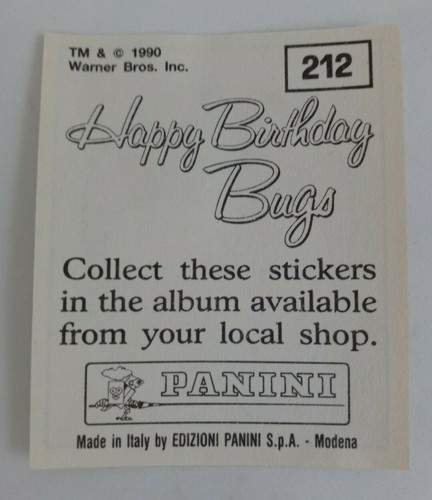 TM & © 1990
Warner Bros. Inc.
212
Happy Birthday
Bugs
Collect these stickers
in the album available
from your local shop.
PANINI
Made in Italy by EDIZIONI PANINI S.p.A. - Modena